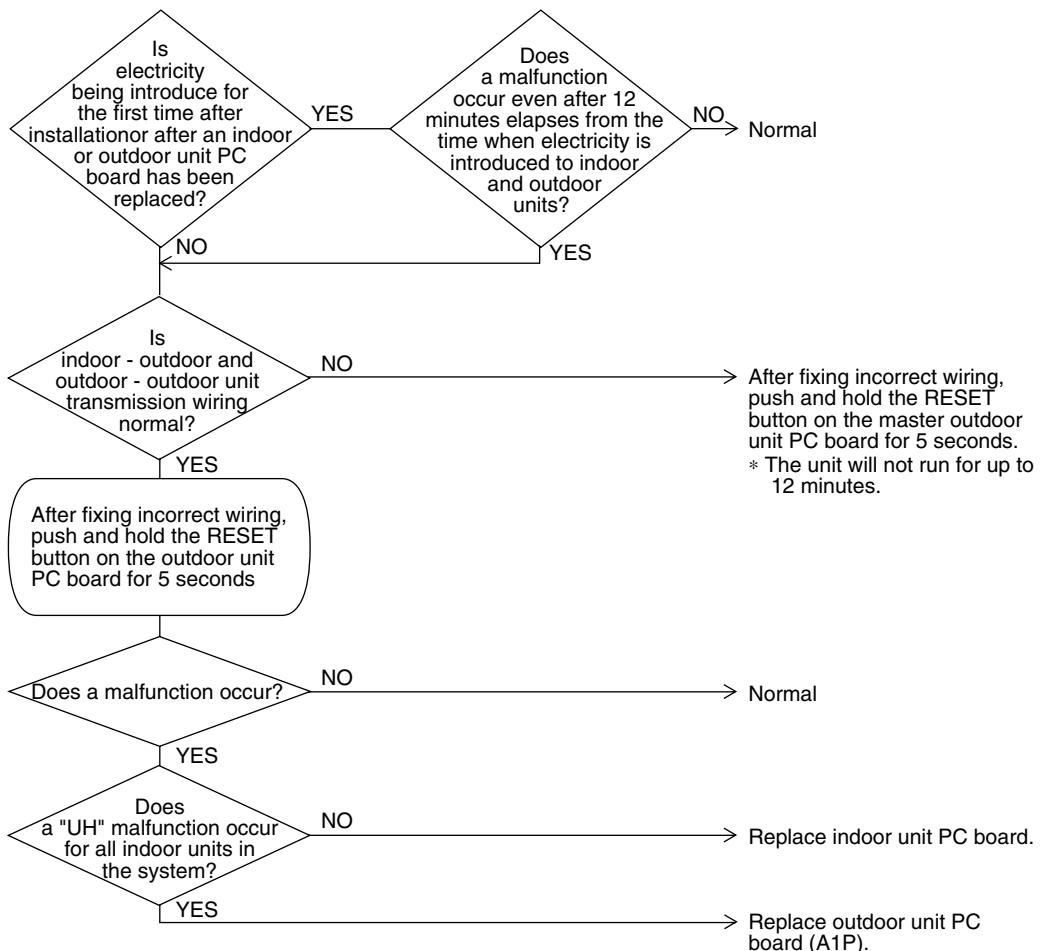 Is
electricity
being introduce for
the first time after
installationor after an indoor
or outdoor unit PC
board has been
replaced?
YES
Does
a malfunction
occur even after 12
minutes elapses from the
time when electricity is
introduced to indoor
and outdoor
units?
NO
Normal
NO
YES
Is
indoor - outdoor and
outdoor - outdoor unit
transmission wiring
normal?
NO
After fixing incorrect wiring,
push and hold the RESET
button on the master outdoor
unit PC board for 5 seconds.
* The unit will not run for up to
12 minutes.
YES
After fixing incorrect wiring,
push and hold the RESET
button on the outdoor unit
PC board for 5 seconds
Does a malfunction occur?
NO
Normal
YES
Does
a "UH" malfunction occur
for all indoor units in
the system?
NO
Replace indoor unit PC board.
YES
Replace outdoor unit PC
board (A1P).